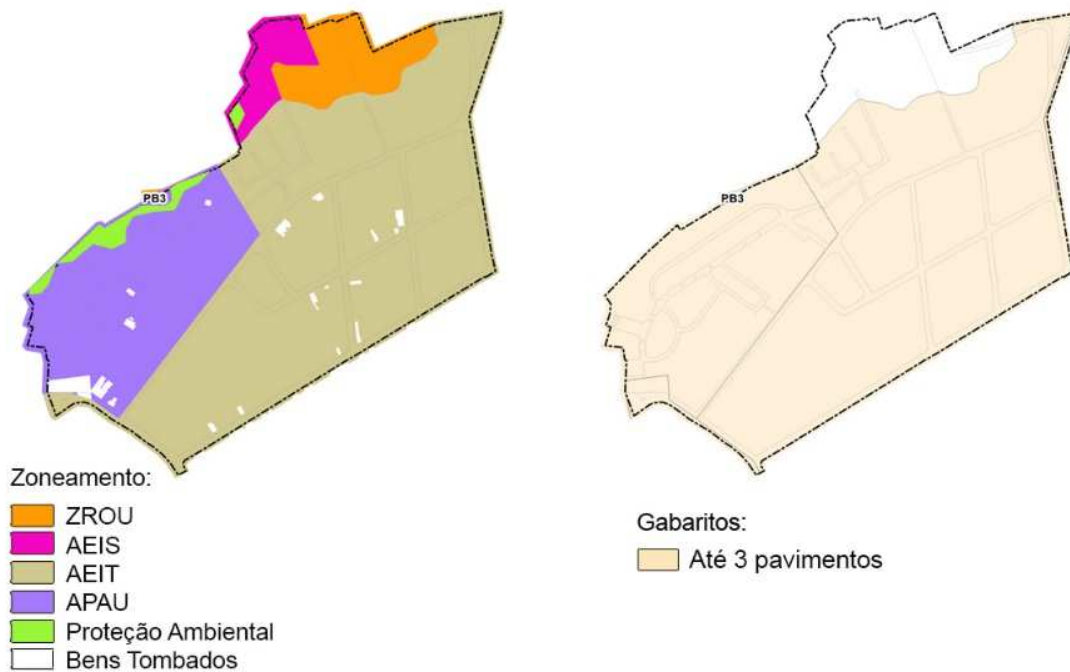 PB3
Zoneamento:
ZROU
AEIS
AEIT
APAU
Proteção Ambiental
Bens Tombados
PB3
Gabaritos:
Até 3 pavimentos